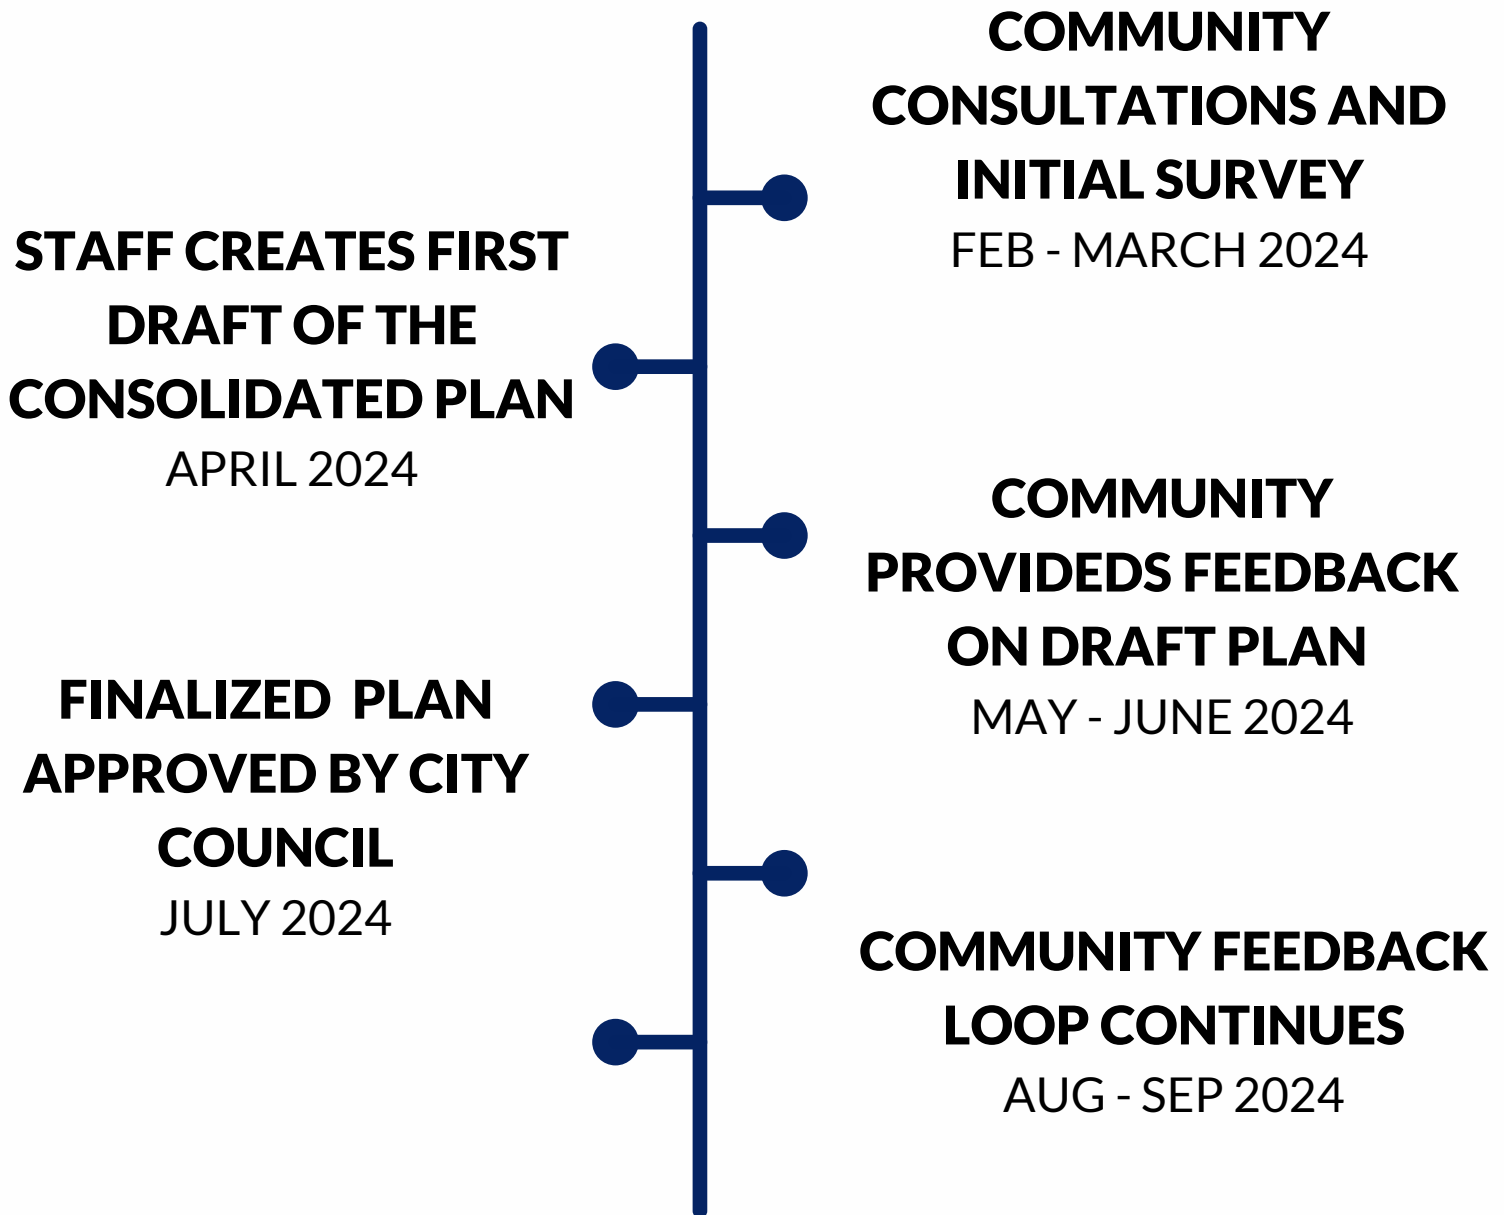 COMMUNITY
CONSULTATIONS AND
INITIAL SURVEY
FEB - MARCH 2024
STAFF CREATES FIRST
DRAFT OF THE
CONSOLIDATED PLAN
APRIL 2024
COMMUNITY
PROVIDEDS FEEDBACK
ON DRAFT PLAN
MAY - JUNE 2024
FINALIZED PLAN
APPROVED BY CITY
COUNCIL
JULY 2024
COMMUNITY FEEDBACK
LOOP CONTINUES
AUG - SEP 2024